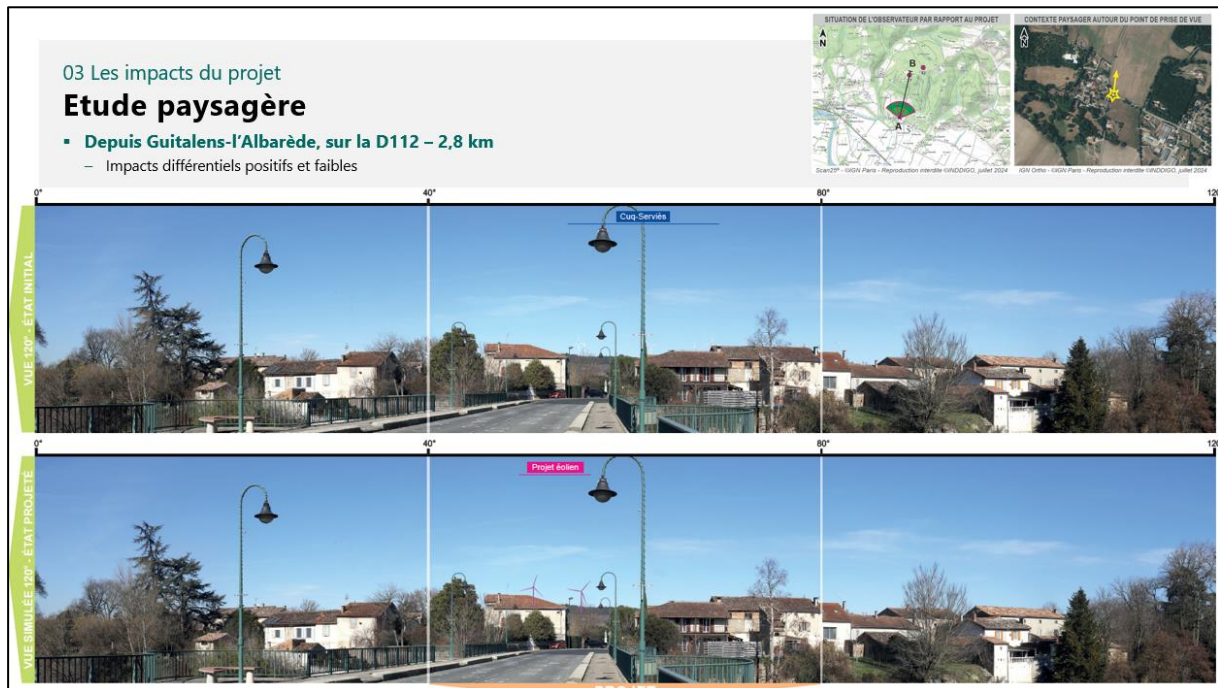 SITUATION DE L'OBSERVATEUR PAR RAPPORT AU PROJET
CONTEXTE PAYSAGER AUTOUR DU POINT DE PRISE DE VUE
N
B
A
N
Scan25® - ©IGN Paris - Reproduction interdite ©INDDIGO, juillet 2024
IGN Ortho - ©IGN Paris - Reproduction interdite ©INDDIGO, juillet 2024
03 Les impacts du projet
Etude paysagère
▪ Depuis Guitalens-l'Albarède, sur la D112 – 2,8 km
– Impacts différentiels positifs et faibles
0° 40° 80° 120
Cuq-Serviès
VUE 120° - ÉTAT INITIAL
0° 40° 80° 120
Projet éolien
VUE SIMULÉE 120° - ÉTAT PROJETÉ
PROJET